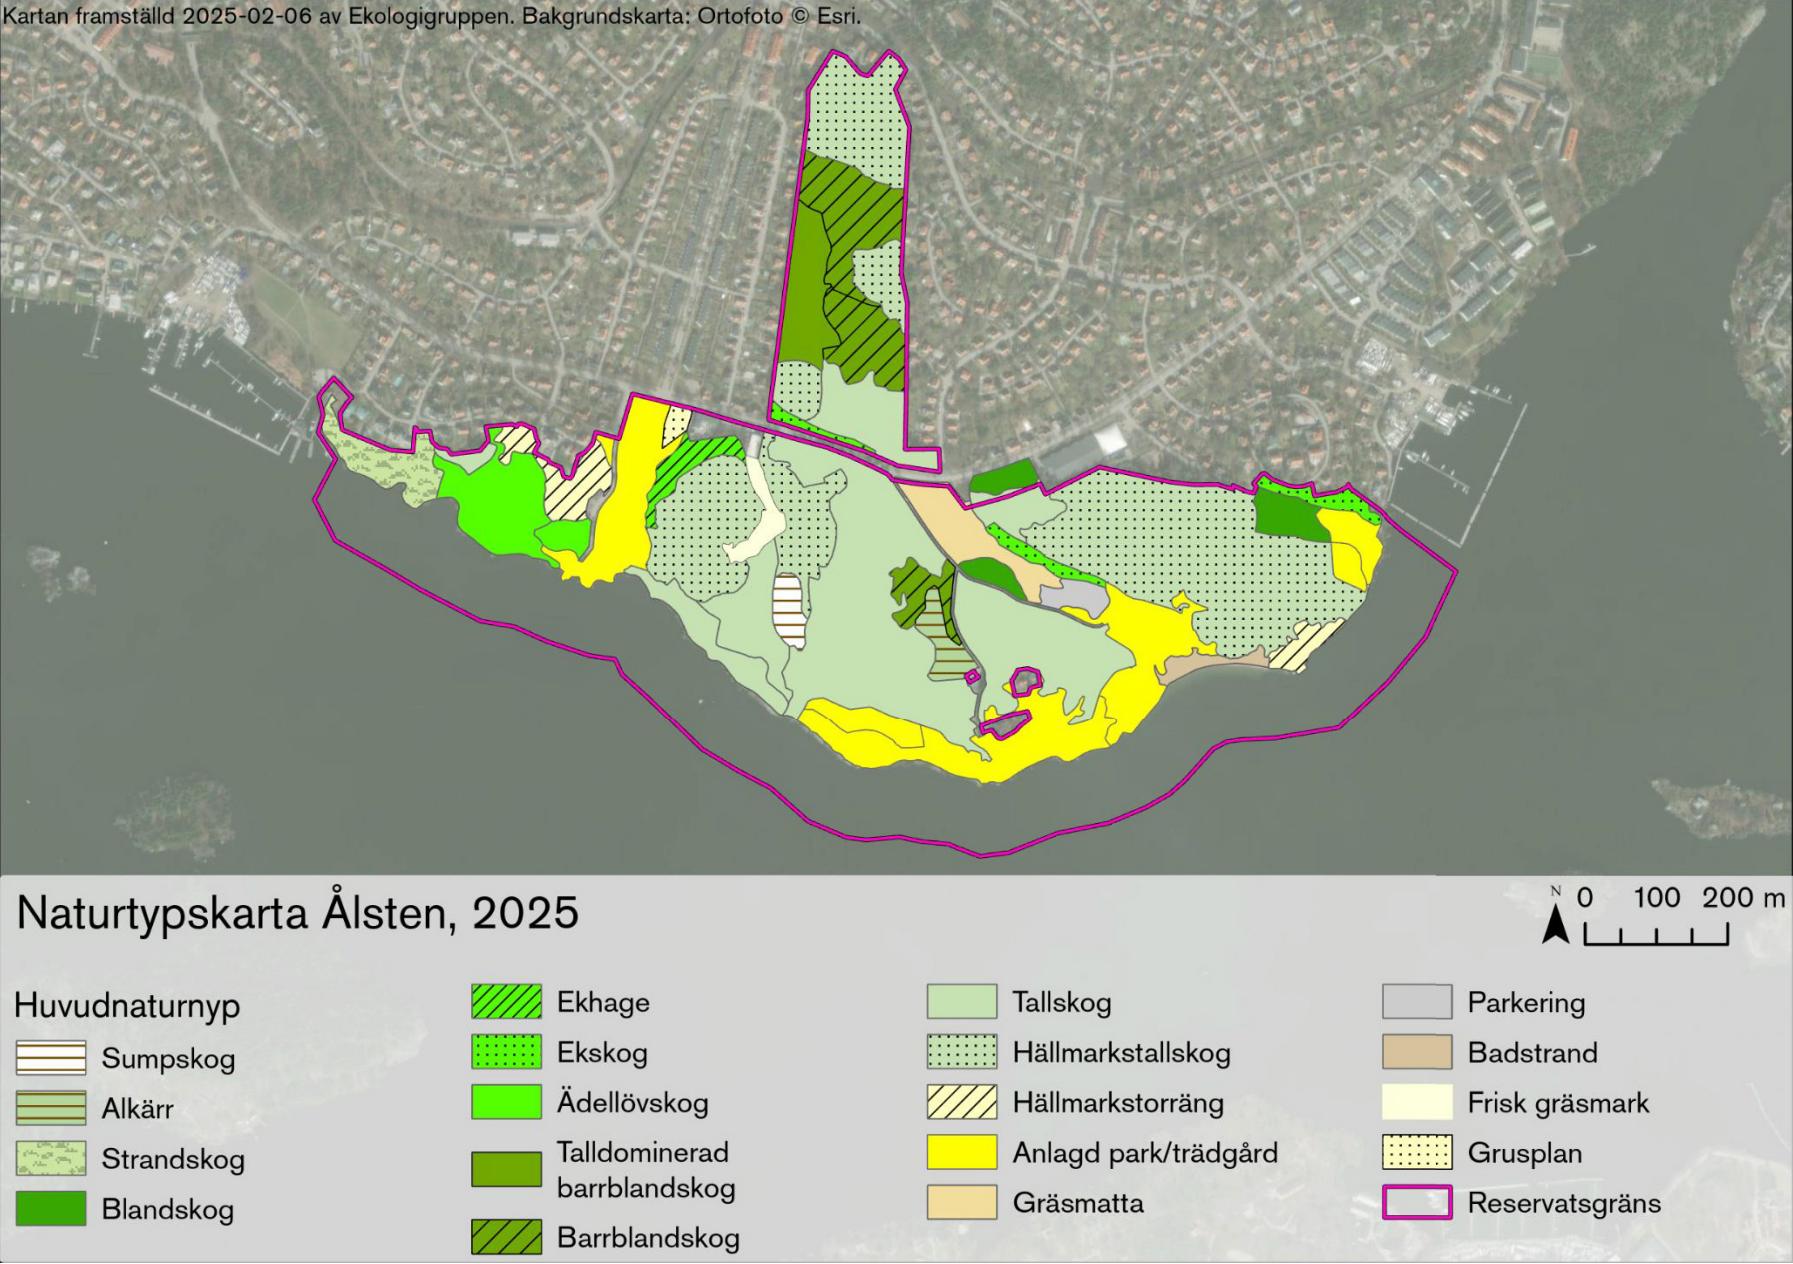 Kartan framställd 2025-02-06 av Ekologigruppen. Bakgrundskarta: Ortofoto © Esri.
Naturtypskarta Ålsten, 2025
N
0 100 200 m
Huvudnaturnyp
Sumpskog
Alkärr
Strandskog
Blandskog
Ekhage
Ekskog
Ädellövskog
Talldominerad
barrblandskog
Barrblandskog
Tallskog
Hällmarkstallskog
Hällmarkstorräng
Anlagd park/trädgård
Gräsmatta
Parkering
Badstrand
Frisk gräsmark
Grusplan
Reservatsgräns